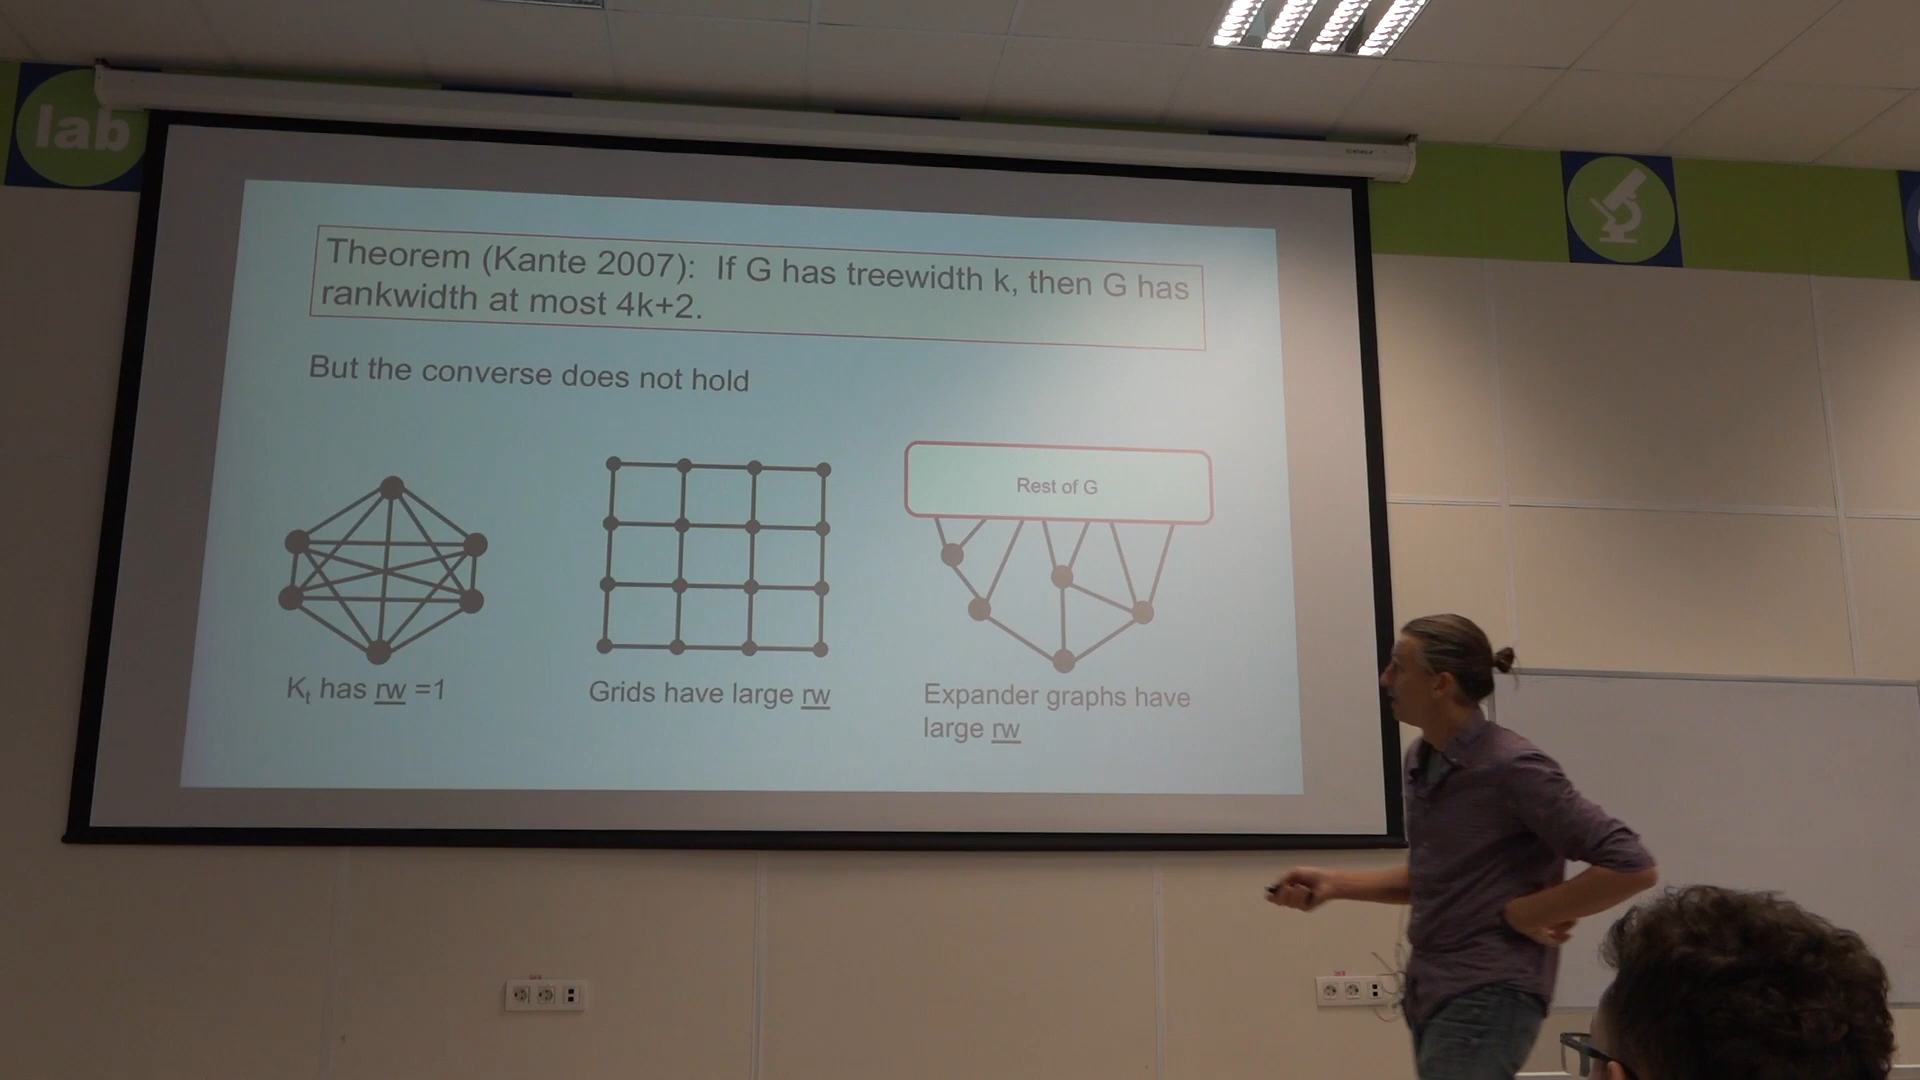 lab
Theorem (Kante 2007): If G has treewidth k, then G has
rankwidth at most 4k+2.
But the converse does not hold
Rest of G
Kt has rw =1
Grids have large rw
Expander graphs have
large rw